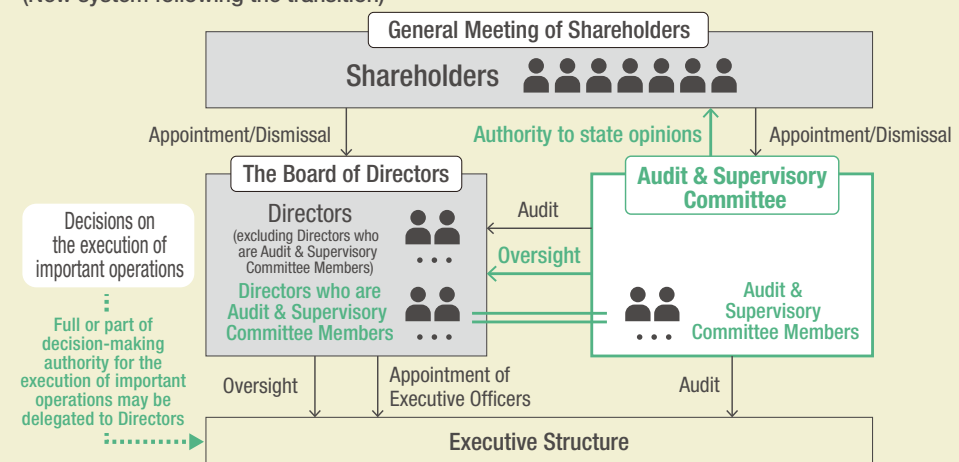 (New system following the transition)
General Meeting of Shareholders
Shareholders
Appointment/Dismissal
Authority to state opinions
Appointment/Dismissal
The Board of Directors
Audit & Supervisory
Committee
Decisions on
the execution of
important operations
Directors
(excluding Directors who
are Audit & Supervisory
Committee Members)
Audit
Oversight
Directors who are
Audit & Supervisory
Committee Members
Audit &
Supervisory
Committee Members
Full or part of
decision-making
authority for the
execution of important
operations may be
delegated to Directors
Oversight
Appointment of
Executive Officers
Audit
Executive Structure